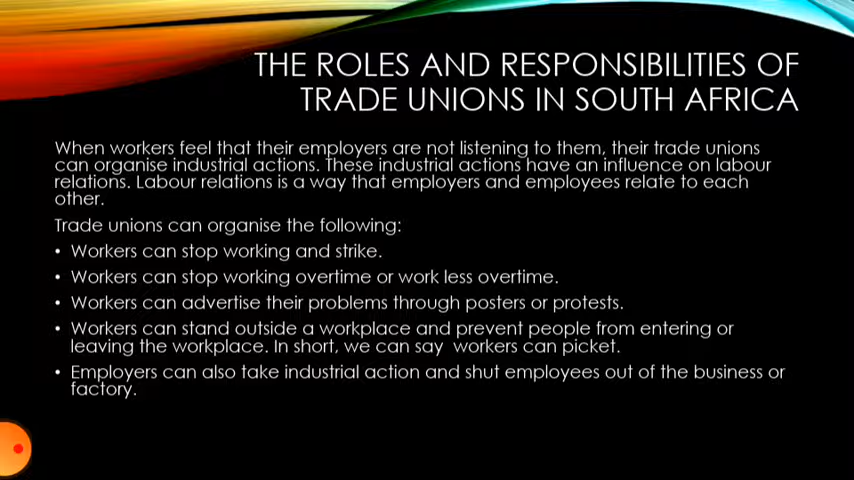 THE ROLES AND RESPONSIBILITIES OF
TRADE UNIONS IN SOUTH AFRICA
When workers feel that their employers are not listening to them, their trade unions
can organise industrial actions. These industrial actions have an influence on labour
relations. Labour relations is a way that employers and employees relate to each
other.
Trade unions can organise the following:
• Workers can stop working and strike.
• Workers can stop working overtime or work less overtime.
• Workers can advertise their problems through posters or protests.
• Workers can stand outside a workplace and prevent people from entering or
leaving the workplace. In short, we can say workers can picket.
• Employers can also take industrial action and shut employees out of the business or
factory.